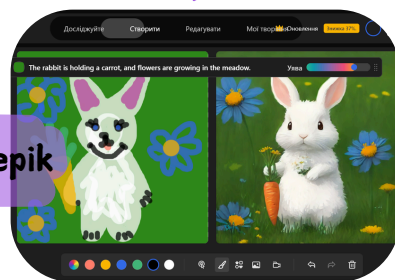 Досліджуйте Створити Редагувати Мої твори Оновлення Знижка 37%
The rabbit is holding a carrot, and flowers are growing in the meadow. Уява
epik